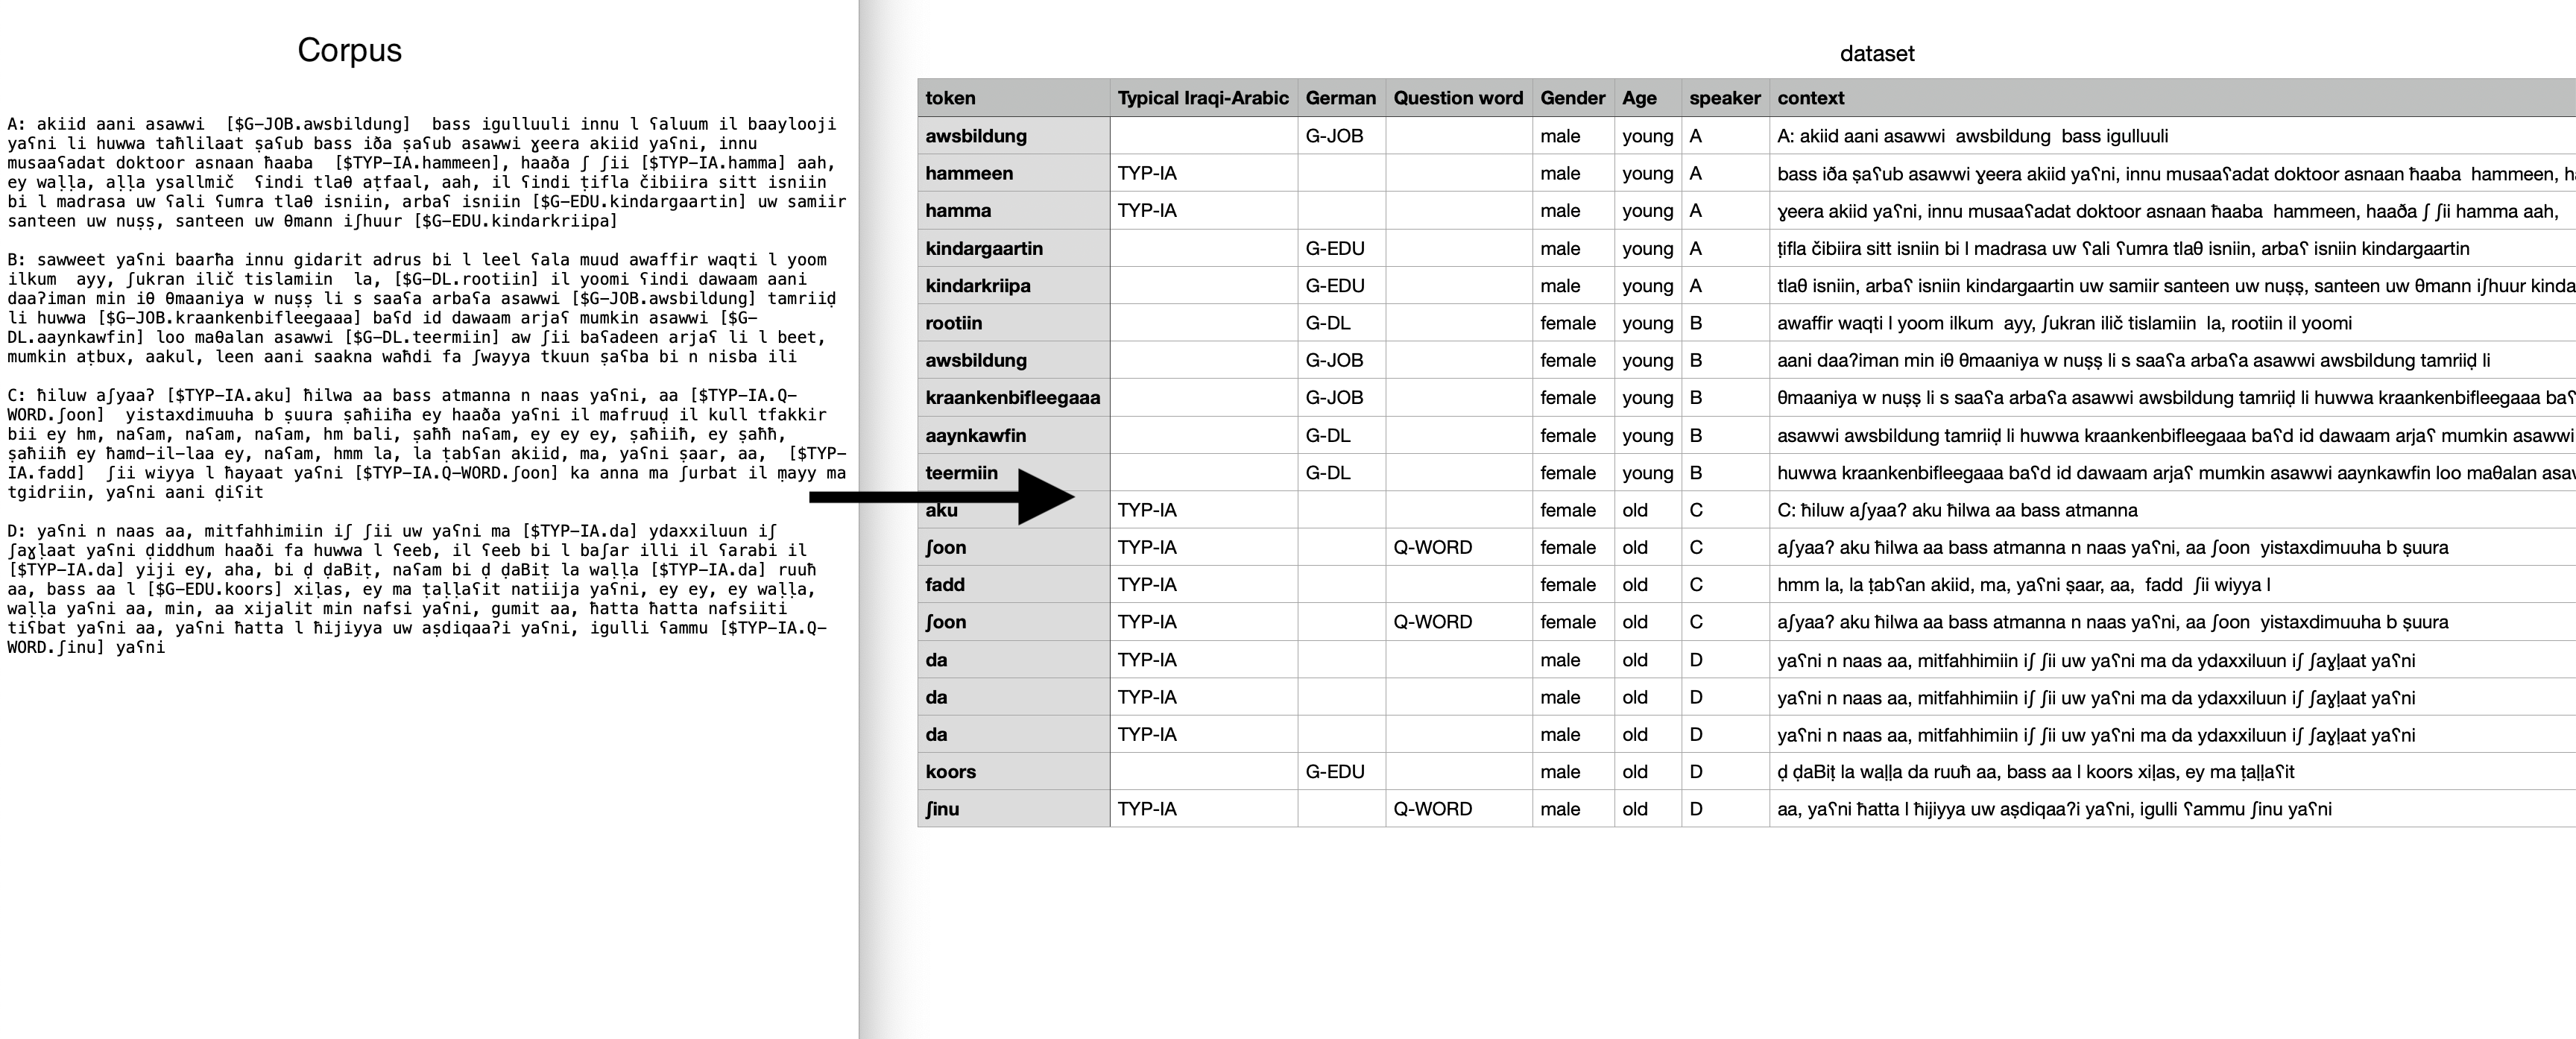 Corpus
A: akiid aani asawwi  [$G-JOB.awsbildung]  bass igulluuli innu l ʕaluum il baaylooji
yaʕni li huwwa taħlilaat ṣaʕub bass iða ṣaʕub asawwi ɣeera akiid yaʕni, innu
musaaʕadat doktoor asnaan ħaaba  [$TYP-IA.hammeen], haaða ʃ ʃii [$TYP-IA.hamma] aah,
ey waḷḷa, aḷḷa ysallmič  ʕindi tlaθ aṭfaal, aah, il ʕindi ṭifla čibiira sitt isniin
bi l madrasa uw ʕali ʕumra tlaθ isniin, arbaʕ isniin [$G-EDU.kindargaartin] uw samiir
santeen uw nuṣṣ, santeen uw θmann iʃhuur [$G-EDU.kindarkriipa]
B: sawweet yaʕni baarħa innu gidarit adrus bi l leel ʕala muud awaffir waqti l yoom
ilkum  ayy, ʃukran ilič tislamiin  la, [$G-DL.rootiin] il yoomi ʕindi dawaam aani
daaʔiman min iθ θmaaniya w nuṣṣ li s saaʕa arbaʕa asawwi [$G-JOB.awsbildung] tamriiḍ
li huwwa [$G-JOB.kraankenbifleegaaa] baʕd id dawaam arjaʕ mumkin asawwi [$G-
DL.aaynkawfin] loo maθalan asawwi [$G-DL.teermiin] aw ʃii baʕadeen arjaʕ li l beet,
mumkin aṭbux, aakul, leen aani saakna waħdi fa ʃwayya tkuun ṣaʕba bi n nisba ili
C: ħiluw aʃyaaʔ [$TYP-IA.aku] ħilwa aa bass atmanna n naas yaʕni, aa [$TYP-IA.Q-
WORD.ʃoon]  yistaxdimuuha b ṣuura ṣaħiiħa ey haaða yaʕni il mafruuḍ il kull tfakkir
bii ey hm, naʕam, naʕam, naʕam, hm bali, ṣaħħ naʕam, ey ey ey, ṣaħiiħ, ey ṣaħħ,
ṣaħiiħ ey ħamd-il-laa ey, naʕam, hmm la, la ṭabʕan akiid, ma, yaʕni ṣaar, aa,  [$TYP-
IA.fadd]  ʃii wiyya l ħayaat yaʕni [$TYP-IA.Q-WORD.ʃoon] ka anna ma ʃurbat il ṃayy ma
tgidriin, yaʕni aani ḍiʕit
D: yaʕni n naas aa, mitfahhimiin iʃ ʃii uw yaʕni ma [$TYP-IA.da] ydaxxiluun iʃ
ʃaɣḷaat yaʕni ḍiddhum haaði fa huwwa l ʕeeb, il ʕeeb bi l baʃar illi il ʕarabi il
[$TYP-IA.da] yiji ey, aha, bi ḍ ḍaBiṭ, naʕam bi ḍ ḍaBiṭ la waḷḷa [$TYP-IA.da] ruuħ
aa, bass aa l [$G-EDU.koors] xiḷas, ey ma ṭaḷḷaʕit natiija yaʕni, ey ey, ey waḷḷa,
waḷḷa yaʕni aa, min, aa xijalit min nafsi yaʕni, gumit aa, ħatta ħatta nafsiiti
tiʕbat yaʕni aa, yaʕni ħatta l ħijiyya uw aṣdiqaaʔi yaʕni, igulli ʕammu [$TYP-IA.Q-
WORD.ʃinu] yaʕni
dataset
token Typical Iraqi-Arabic German Question word Gender Age speaker context
awsbildung G-JOB male young A A: akiid aani asawwi  awsbildung  bass igulluuli
hammeen TYP-IA male young A bass iða ṣaʕub asawwi ɣeera akiid yaʕni, innu musaaʕadat doktoor asnaan ħaaba  hammeen,
hamma TYP-IA male young A ɣeera akiid yaʕni, innu musaaʕadat doktoor asnaan ħaaba  hammeen, haaða ʃ ʃii hamma aah,
kindargaartin G-EDU male young A ṭifla čibiira sitt isniin bi l madrasa uw ʕali ʕumra tlaθ isniin, arbaʕ isniin kindargaartin
kindarkriipa G-EDU male young A tlaθ isniin, arbaʕ isniin kindargaartin uw samiir santeen uw nuṣṣ, santeen uw θmann iʃhuur kinda
rootiin G-DL female young B awaffir waqti l yoom ilkum  ayy, ʃukran ilič tislamiin  la, rootiin il yoomi
awsbildung G-JOB female young B aani daaʔiman min iθ θmaaniya w nuṣṣ li s saaʕa arbaʕa asawwi awsbildung tamriiḍ li
kraankenbifleegaaa G-JOB female young B θmaaniya w nuṣṣ li s saaʕa arbaʕa asawwi awsbildung tamriiḍ li huwwa kraankenbifleegaaa baʕ
aaynkawfin G-DL female young B asawwi awsbildung tamriiḍ li huwwa kraankenbifleegaaa baʕd id dawaam arjaʕ mumkin asawwi
teermiin G-DL female young B huwwa kraankenbifleegaaa baʕd id dawaam arjaʕ mumkin asawwi aaynkawfin loo maθalan asaw
aku TYP-IA female old C C: ħiluw aʃyaaʔ aku ħilwa aa bass atmanna
ʃoon TYP-IA Q-WORD female old C aʃyaaʔ aku ħilwa aa bass atmanna n naas yaʕni, aa ʃoon  yistaxdimuuha b ṣuura
fadd TYP-IA female old C hmm la, la ṭabʕan akiid, ma, yaʕni ṣaar, aa,  fadd  ʃii wiyya l
ʃoon TYP-IA Q-WORD female old C aʃyaaʔ aku ħilwa aa bass atmanna n naas yaʕni, aa ʃoon  yistaxdimuuha b ṣuura
da TYP-IA male old D yaʕni n naas aa, mitfahhimiin iʃ ʃii uw yaʕni ma da ydaxxiluun iʃ ʃaɣḷaat yaʕni
da TYP-IA male old D yaʕni n naas aa, mitfahhimiin iʃ ʃii uw yaʕni ma da ydaxxiluun iʃ ʃaɣḷaat yaʕni
da TYP-IA male old D yaʕni n naas aa, mitfahhimiin iʃ ʃii uw yaʕni ma da ydaxxiluun iʃ ʃaɣḷaat yaʕni
koors G-EDU male old D ḍ ḍaBiṭ la waḷḷa da ruuħ aa, bass aa l koors xiḷas, ey ma ṭaḷḷaʕit
ʃinu TYP-IA Q-WORD male old D aa, yaʕni ħatta l ħijiyya uw aṣdiqaaʔi yaʕni, igulli ʕammu ʃinu yaʕni